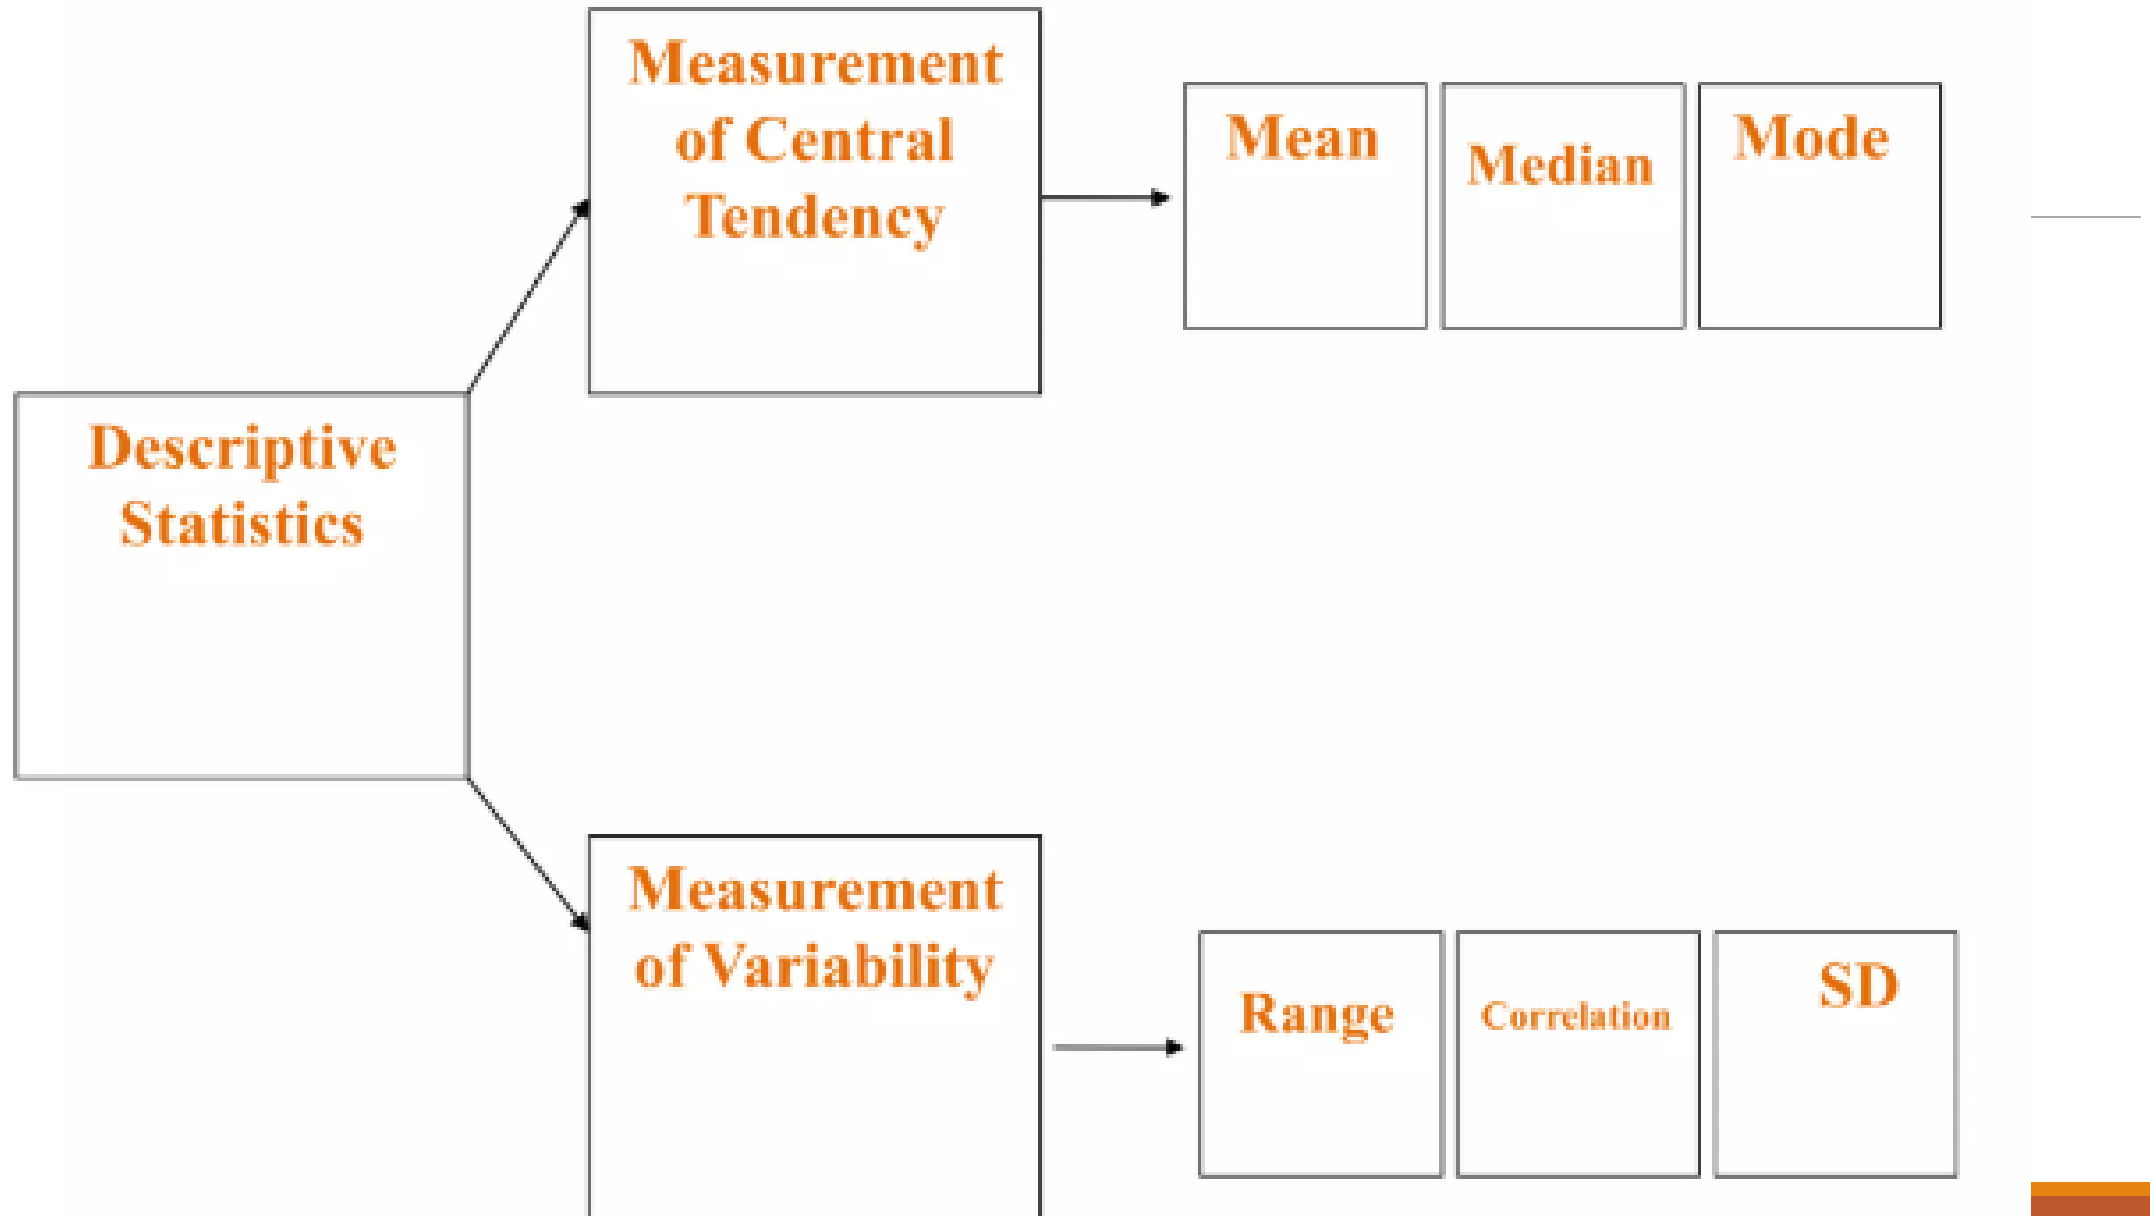 Measurement
of Central
Tendency
Mean
Median
Mode
Descriptive
Statistics
Measurement
of Variability
Range
Correlation
SD